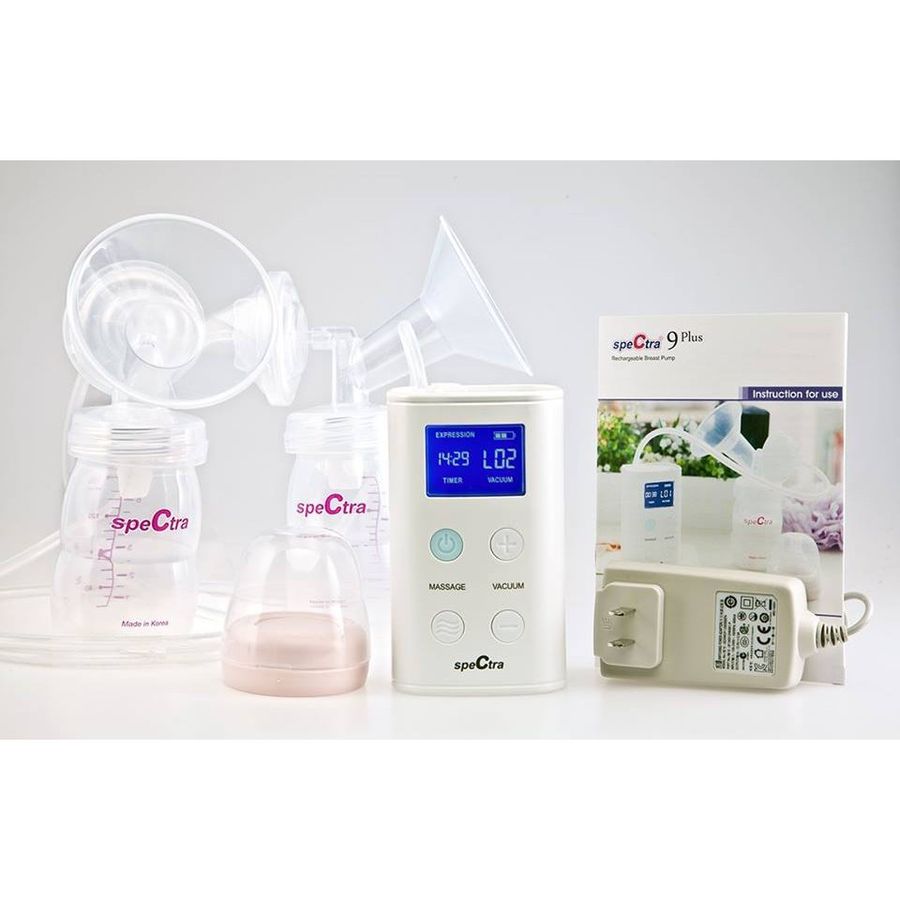 speCtra
Made in Korea
speCtra
EXPRESSION
14:29 L02
TIMER VACUUM
MASSAGE VACUUM
speCtra
speCtra 9 Plus
Rechargeable Breast Pump
Instruction for use
L01
speCtra